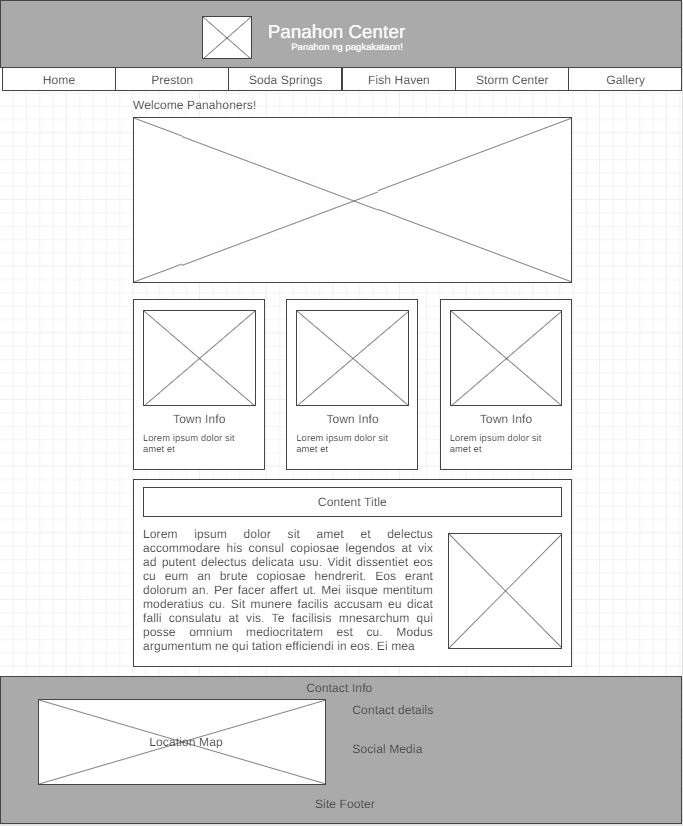 Panahon Center
Panahon ng pagkakataon!
Home Preston Soda Springs Fish Haven Storm Center Gallery
Welcome Panahoners!
Town Info
Lorem ipsum dolor sit
amet et
Town Info
Lorem ipsum dolor sit
amet et
Town Info
Lorem ipsum dolor sit
amet et
Content Title
Lorem ipsum dolor sit amet et delectus
accommodare his consul copiosae legendos at vix
ad putent delectus delicata usu. Vidit dissentiet eos
cu eum an brute copiosae hendrerit. Eos erant
dolorum an. Per facer affert ut. Mei iisque mentitum
moderatius cu. Sit munere facilis accusam eu dicat
falli consulatu at vis. Te facilisis mnesarchum qui
posse omnium mediocritatem est cu. Modus
argumentum ne qui tation efficiendi in eos. Ei mea
Contact Info
Location Map
Contact details
Social Media
Site Footer